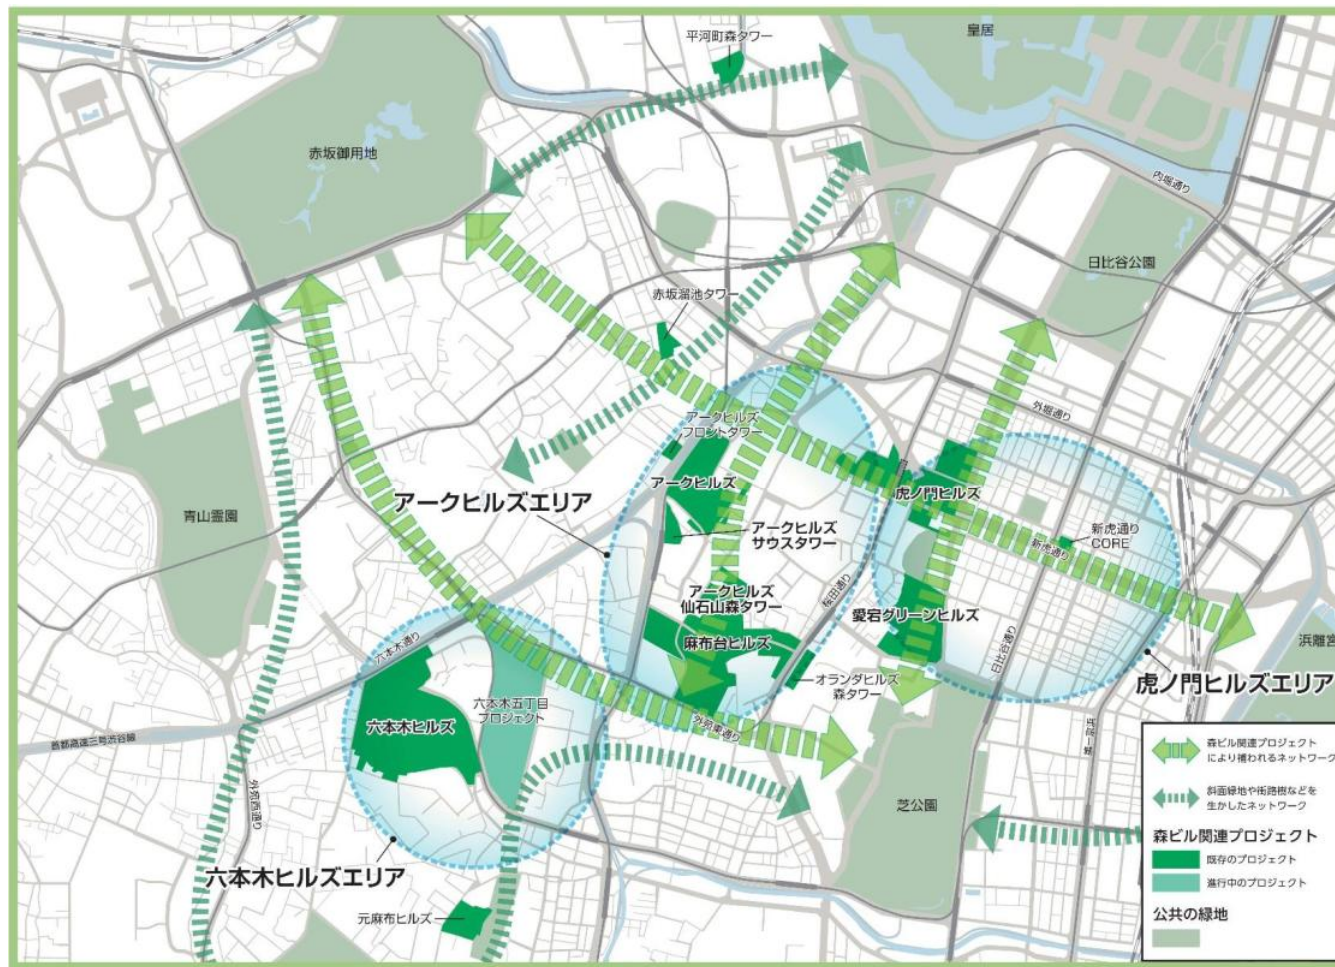 平河町森タワー
皇居
赤坂御用地
内堀通り
日比谷公園
赤坂溜池タワー
外堀通り
アークヒルズ
フロントタワー
アークヒルズエリア
アークヒルズ
虎ノ門ヒルズ
青山霊園
アークヒルズ
サウスタワー
新虎通り
CORE
新虎通り
アークヒルズ
仙石山森タワー
桜田通り
愛宕グリーンヒルズ
麻布台ヒルズ
日比谷通り
浜離宮
六本木通り
オランダヒルズ
森タワー
虎ノ門ヒルズエリア
六本木ヒルズ
六本木五丁目
プロジェクト
外苑東通り
首都高速三号渋谷線
外苑西通り
第一京浜
芝公園
六本木ヒルズエリア
元麻布ヒルズ
森ビル関連プロジェクト
により補われるネットワーク
斜面緑地や街路樹などを
生かしたネットワーク
森ビル関連プロジェクト
既存のプロジェクト
進行中のプロジェクト
公共の緑地